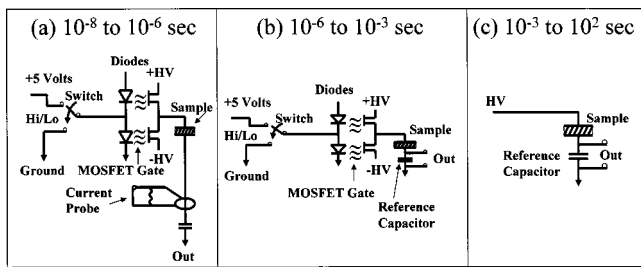 (a) 10⁻⁸ to 10⁻⁶ sec
Diodes
+5 Volts
Switch
Hi/Lo
+HV
Sample
-HV
Ground
MOSFET Gate
Current
Probe
Out
(b) 10⁻⁶ to 10⁻³ sec
Diodes
+5 Volts
Switch
Hi/Lo
+HV
Sample
Out
-HV
Ground
MOSFET Gate
Reference
Capacitor
(c) 10⁻³ to 10² sec
HV
Sample
Reference
Capacitor
Out